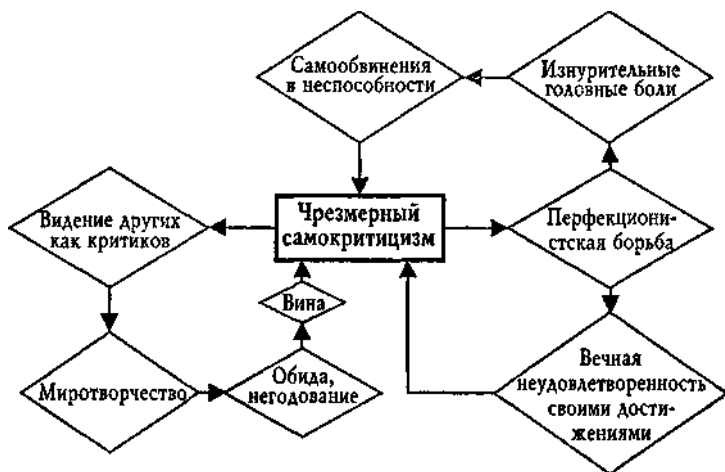 Самообвинения
в неспособности
Изнурительные
головные боли
Видение других
как критиков
Чрезмерный
самокритицизм
Перфекциони-
стская борьба
Вина
Миротворчество
Обида,
негодование
Вечная
неудовлетворенность
своими дости-
жениями